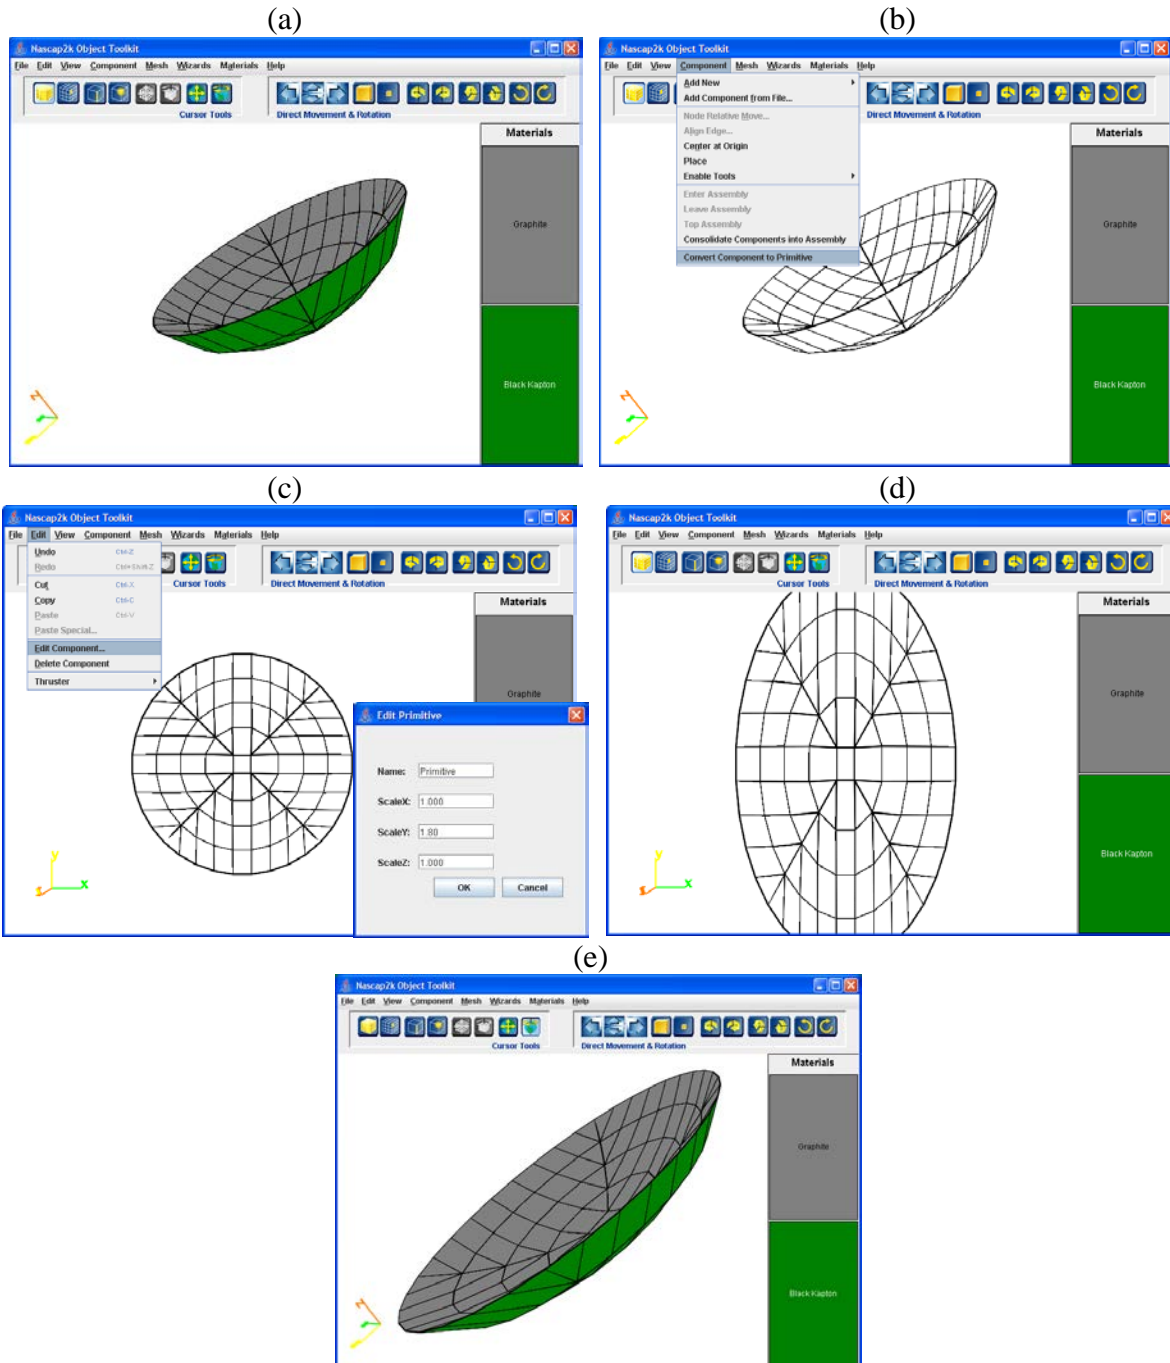 (a)
Nascap2k Object Toolkit
File Edit View Component Mesh Wizards Materials Help
Cursor Tools
Direct Movement & Rotation
Materials
Graphite
Black Kapton
(b)
Nascap2k Object Toolkit
File Edit View Component Mesh Wizards Materials Help
Add New
Add Component from File...
Node Relative Move...
Align Edge...
Center at Origin
Place
Enable Tools
Enter Assembly
Leave Assembly
Top Assembly
Consolidate Components into Assembly
Convert Component to Primitive
Direct Movement & Rotation
Materials
Graphite
Black Kapton
(c)
Nascap2k Object Toolkit
File Edit View Component Mesh Wizards Materials Help
Undo Ctrl-Z
Redo Ctrl+Shift-Z
Cut Ctrl-X
Copy Ctrl-C
Paste Ctrl-V
Paste Special...
Edit Component...
Delete Component
Thruster
Cursor Tools
Direct Movement & Rotation
Materials
Graphite
Edit Primitive
Name: Primitive
ScaleX: 1.000
ScaleY: 1.80
ScaleZ: 1.000
OK Cancel
y
x
(d)
Nascap2k Object Toolkit
File Edit View Component Mesh Wizards Materials Help
Cursor Tools
Direct Movement & Rotation
Materials
Graphite
Black Kapton
y
x
(e)
Nascap2k Object Toolkit
File Edit View Component Mesh Wizards Materials Help
Cursor Tools
Direct Movement & Rotation
Materials
Graphite
Black Kapton